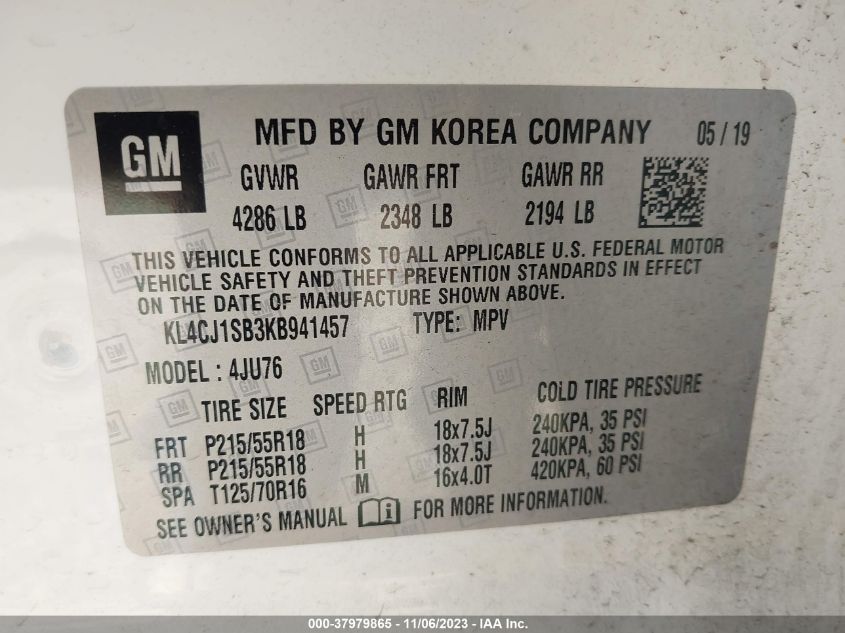 GM MFD BY GM KOREA COMPANY 05 / 19
GVWR GAWR FRT GAWR RR
4286 LB 2348 LB 2194 LB
THIS VEHICLE CONFORMS TO ALL APPLICABLE U.S. FEDERAL MOTOR
VEHICLE SAFETY AND THEFT PREVENTION STANDARDS IN EFFECT
ON THE DATE OF MANUFACTURE SHOWN ABOVE.
KL4CJ1SB3KB941457 TYPE: MPV
MODEL : 4JU76
TIRE SIZE SPEED RTG RIM COLD TIRE PRESSURE
FRT P215/55R18 H 18x7.5J 240KPA, 35 PSI
RR P215/55R18 H 18x7.5J 240KPA, 35 PSI
SPA T125/70R16 M 16x4.0T 420KPA, 60 PSI
SEE OWNER'S MANUAL i FOR MORE INFORMATION.
000-37979865 - 11/06/2023 - IAA Inc.